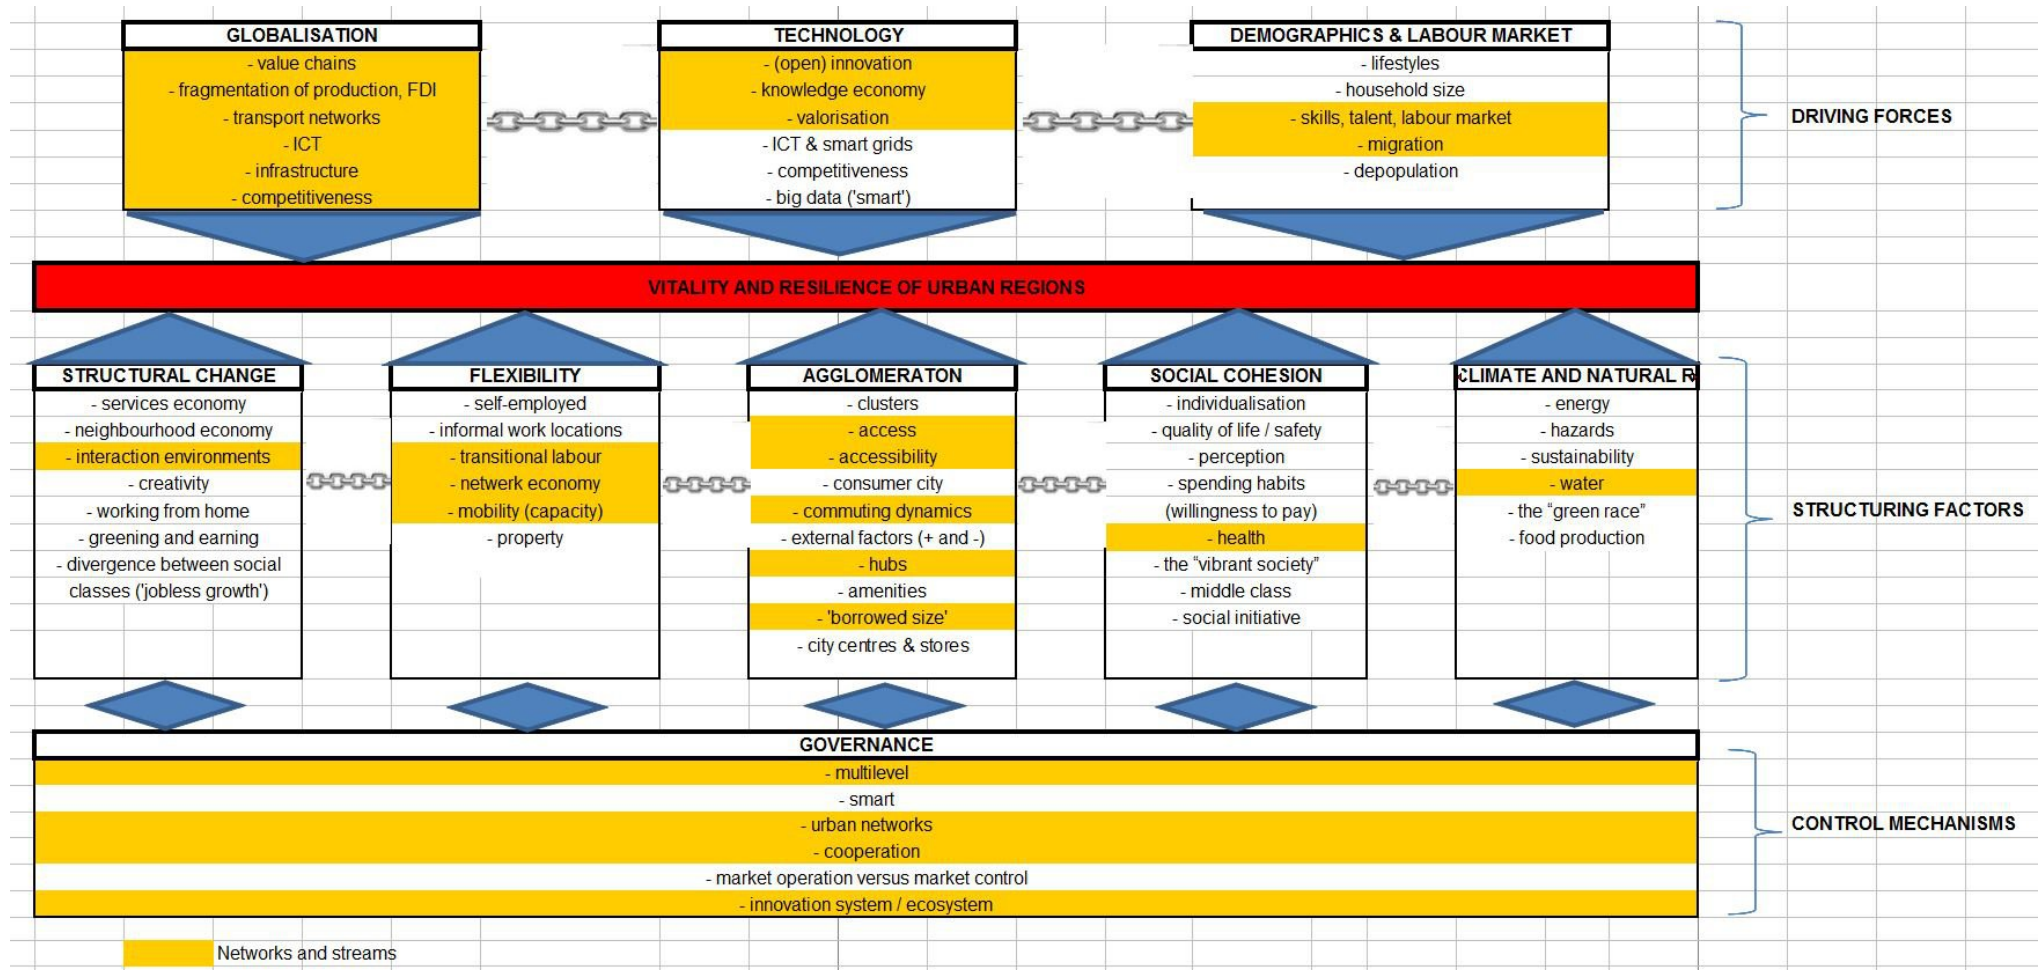 GLOBALISATION
- value chains
- fragmentation of production, FDI
- transport networks
- ICT
- infrastructure
- competitiveness
TECHNOLOGY
- (open) innovation
- knowledge economy
- valorisation
- ICT & smart grids
- competitiveness
- big data ('smart')
DEMOGRAPHICS & LABOUR MARKET
- lifestyles
- household size
- skills, talent, labour market
- migration
- depopulation
DRIVING FORCES
VITALITY AND RESILIENCE OF URBAN REGIONS
STRUCTURAL CHANGE
- services economy
- neighbourhood economy
- interaction environments
- creativity
- working from home
- greening and earning
- divergence between social
classes ('jobless growth')
FLEXIBILITY
- self-employed
- informal work locations
- transitional labour
- netwerk economy
- mobility (capacity)
- property
AGGLOMERATON
- clusters
- access
- accessibility
- consumer city
- commuting dynamics
- external factors (+ and -)
- hubs
- amenities
- 'borrowed size'
- city centres & stores
SOCIAL COHESION
- individualisation
- quality of life / safety
- perception
- spending habits
(willingness to pay)
- health
- the “vibrant society”
- middle class
- social initiative
CLIMATE AND NATURAL R
- energy
- hazards
- sustainability
- water
- the “green race”
- food production
STRUCTURING FACTORS
GOVERNANCE
- multilevel
- smart
- urban networks
- cooperation
- market operation versus market control
- innovation system / ecosystem
CONTROL MECHANISMS
Networks and streams